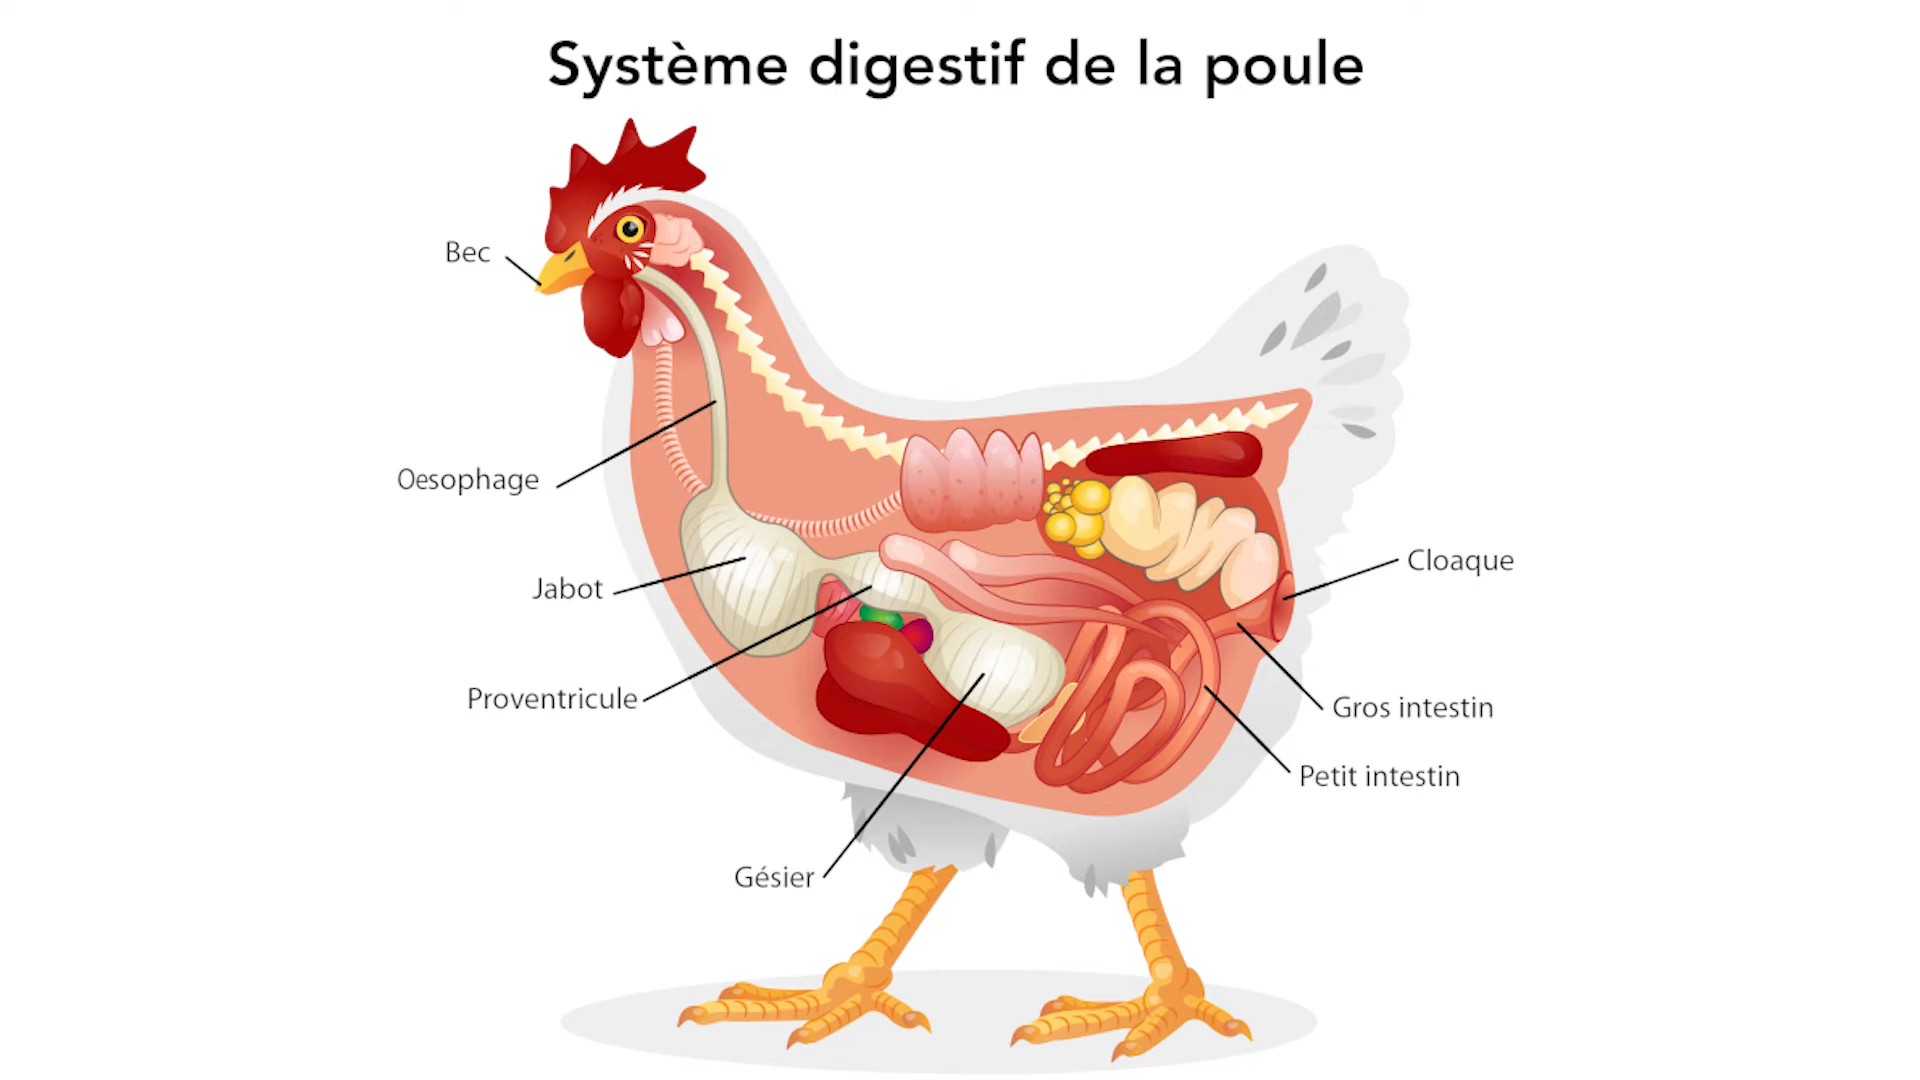 Système digestif de la poule
Bec
Oesophage
Jabot
Cloaque
Proventricule
Gros intestin
Petit intestin
Gésier